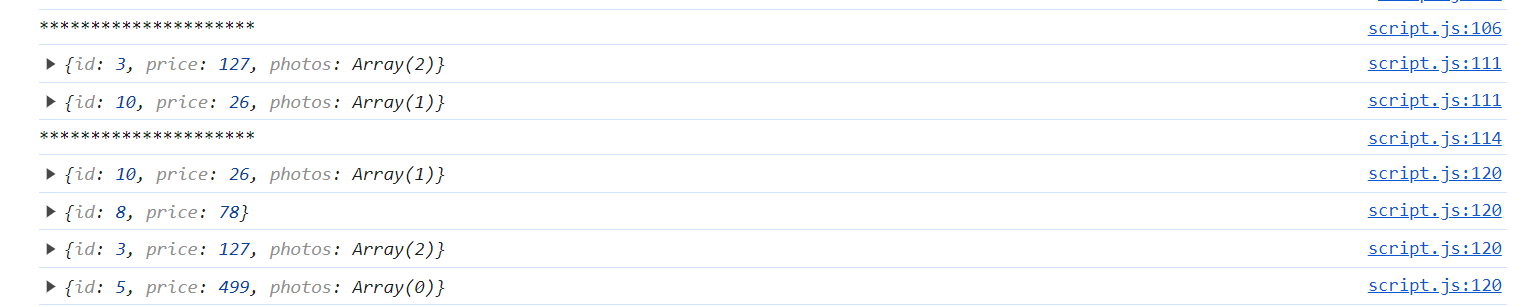 ********************* script.js:106
▶ {id: 3, price: 127, photos: Array(2)} script.js:111
▶ {id: 10, price: 26, photos: Array(1)} script.js:111
********************* script.js:114
▶ {id: 10, price: 26, photos: Array(1)} script.js:120
▶ {id: 8, price: 78} script.js:120
▶ {id: 3, price: 127, photos: Array(2)} script.js:120
▶ {id: 5, price: 499, photos: Array(0)} script.js:120